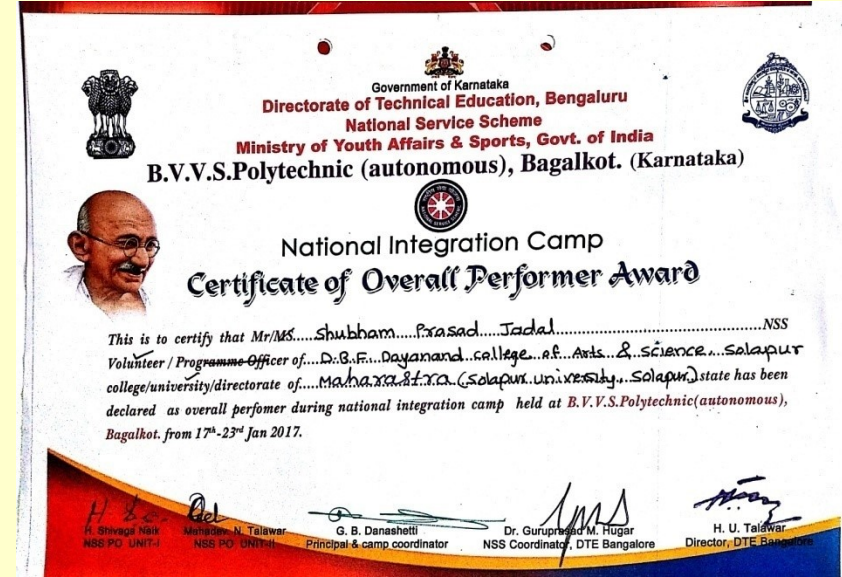 Government of Karnataka
Directorate of Technical Education, Bengaluru
National Service Scheme
Ministry of Youth Affairs & Sports, Govt. of India
B.V.V.S.Polytechnic (autonomous), Bagalkot. (Karnataka)
National Integration Camp
Certificate of Overall Performer Award
This is to certify that Mr/MS.....Shubham....Prasad....Jadal.....NSS
Volunteer / Programme Officer of....D.B.F. Dayanand..college..of..Arts..&..science...Solapur
college/university/directorate of....Maharastra.(Solapur.university..Solapur.)state has been
declared as overall perfomer during national integration camp held at B.V.V.S.Polytechnic(autonomous),
Bagalkot. from 17th-23rd Jan 2017.
H. Shivaga Naik
NSS PO UNIT-I
Mahadev. N. Talawar
NSS PO UNIT-II
G. B. Danashetti
Principal & camp coordinator
Dr. Guruprasad M. Hugar
NSS Coordinator, DTE Bangalore
H. U. Talawar
Director, DTE Bangalore